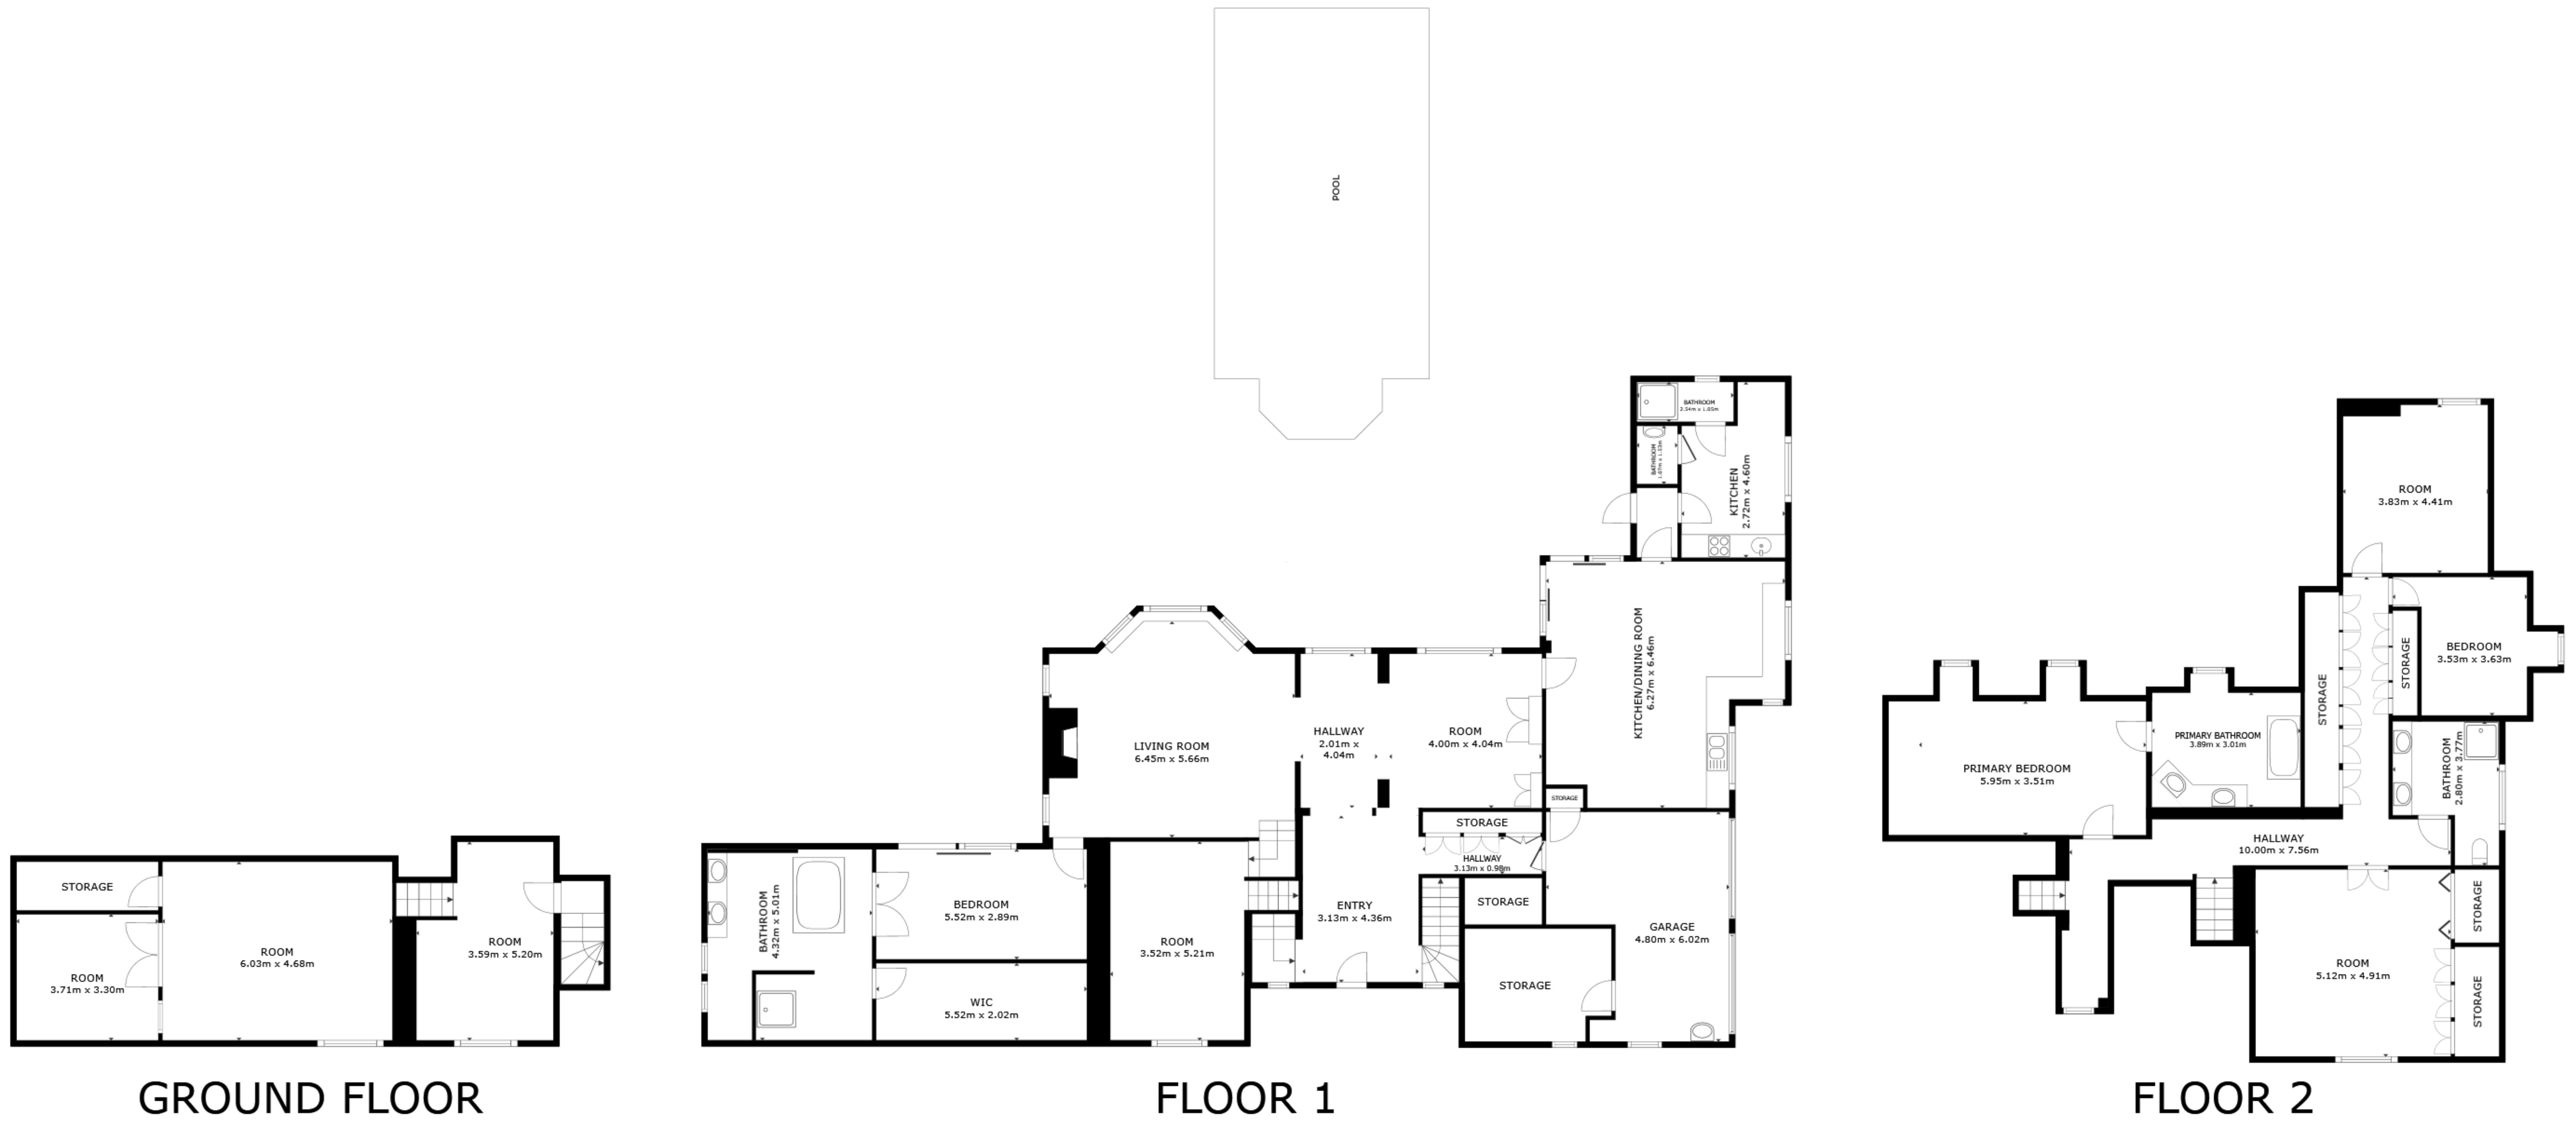 POOL
BATHROOM
2.54m x 1.05m
BATHROOM
KITCHEN
2.72m x 4.60m
KITCHEN/DINING ROOM
6.27m x 6.46m
LIVING ROOM
6.45m x 5.66m
HALLWAY
2.01m x
4.04m
ROOM
4.00m x 4.04m
STORAGE
STORAGE
HALLWAY
3.13m x 0.98m
STORAGE
BATHROOM
4.32m x 5.01m
BEDROOM
5.52m x 2.89m
WIC
5.52m x 2.02m
ROOM
3.52m x 5.21m
ENTRY
3.13m x 4.36m
GARAGE
4.80m x 6.02m
STORAGE
STORAGE
ROOM
3.71m x 3.30m
ROOM
6.03m x 4.68m
ROOM
3.59m x 5.20m
ROOM
3.83m x 4.41m
BEDROOM
3.53m x 3.63m
STORAGE
STORAGE
PRIMARY BATHROOM
3.89m x 3.01m
PRIMARY BEDROOM
5.95m x 3.51m
BATHROOM
2.80m x 3.77m
HALLWAY
10.00m x 7.56m
ROOM
5.12m x 4.91m
STORAGE
STORAGE
GROUND FLOOR
FLOOR 1
FLOOR 2